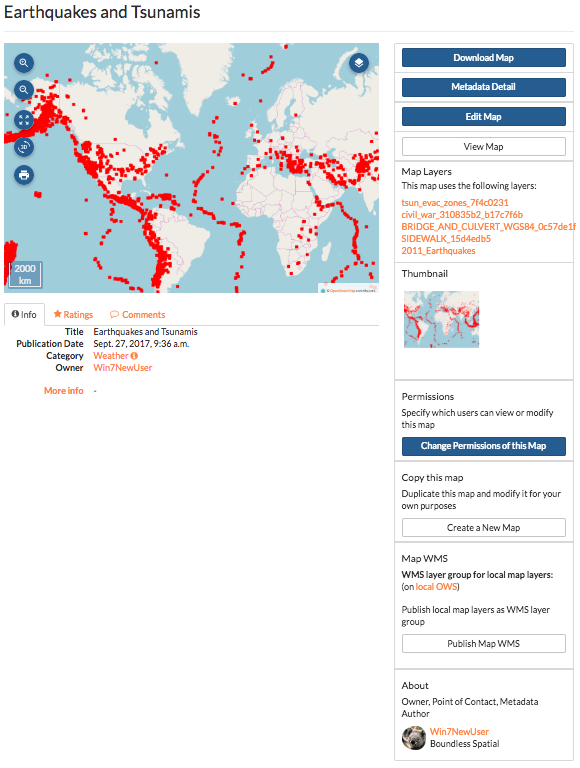 Earthquakes and Tsunamis
2000
km
© OpenStreetMap contributors.
Info
Ratings
Comments
Title Earthquakes and Tsunamis
Publication Date Sept. 27, 2017, 9:36 a.m.
Category Weather
Owner Win7NewUser
More info -
Download Map
Metadata Detail
Edit Map
View Map
Map Layers
This map uses the following layers:
tsun_evac_zones_7f4c0231
civil_war_310835b2_b17c7f6b
BRIDGE_AND_CULVERT_WGS84_0c57de1f
SIDEWALK_15d4edb5
2011_Earthquakes
Thumbnail
Permissions
Specify which users can view or modify
this map
Change Permissions of this Map
Copy this map
Duplicate this map and modify it for your
own purposes
Create a New Map
Map WMS
WMS layer group for local map layers:
(on local OWS)
Publish local map layers as WMS layer
group
Publish Map WMS
About
Owner, Point of Contact, Metadata
Author
Win7NewUser
Boundless Spatial